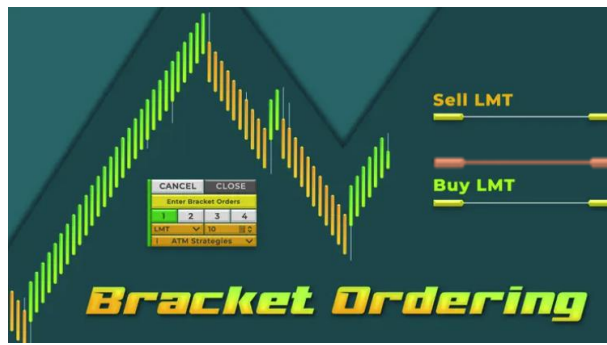 Sell LMT
CANCEL CLOSE
Enter Bracket Orders
1 2 3 4
LMT 10
1 ATM Strategies
Buy LMT
Bracket Ordering